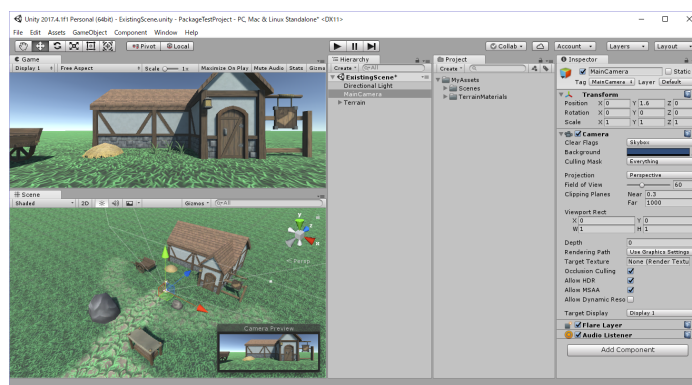 Unity 2017.4.1f1 Personal (64bit) - ExistingScene.unity - PackageTestProject - PC, Mac & Linux Standalone* <DX11>
File Edit Assets GameObject Component Window Help
Pivot Local Collab Account Layers Layout
Game
Display 1 Free Aspect Scale 1x Maximize On Play Mute Audio Stats Gizmo
Scene
Shaded 2D Gizmos All
y
x
Persp
Camera Preview
Hierarchy
Create All
ExistingScene*
Directional Light
MainCamera
Terrain
Project
Create
MyAssets
Scenes
TerrainMaterials
Inspector
MainCamera Static
Tag MainCamera Layer Default
Transform
Position X 0 Y 1.6 Z 0
Rotation X 0 Y 0 Z 0
Scale X 1 Y 1 Z 1
Camera
Clear Flags Skybox
Background
Culling Mask Everything
Projection Perspective
Field of View 60
Clipping Planes Near 0.3
Far 1000
Viewport Rect
X 0 Y 0
W 1 H 1
Depth 0
Rendering Path Use Graphics Settings
Target Texture None (Render Textu
Occlusion Culling
Allow HDR
Allow MSAA
Allow Dynamic Reso
Target Display Display 1
Flare Layer
Audio Listener
Add Component